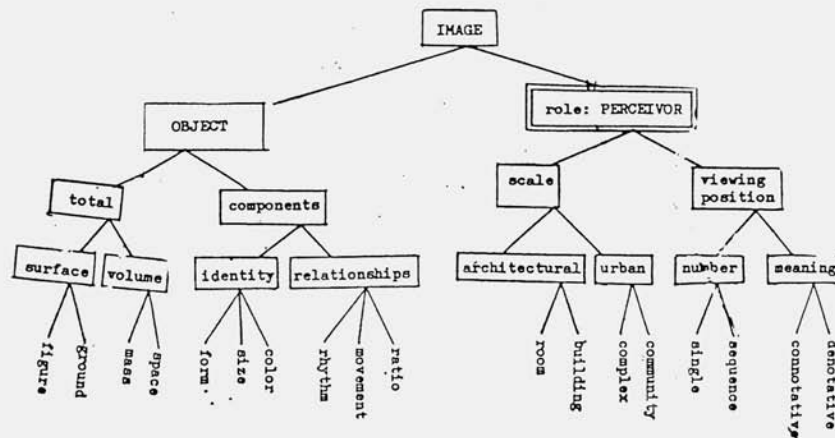 IMAGE
OBJECT
role: PERCEIVOR
total
components
scale
viewing
position
surface
volume
identity
relationships
architectural
urban
number
meaning
figure
ground
mass
space
form.
size
color
rhythm
movement
ratio
room
building
complex
community
single
sequence
connotative
denotative